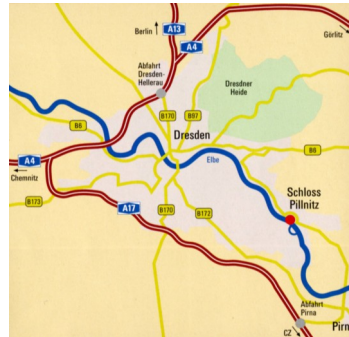 Berlin
A13
A4
Görlitz
Abfahrt
Dresden-
Hellerau
Dresdner
Heide
B170
B97
B6
Dresden
A4
Chemnitz
Elbe
B6
Schloss
Pillnitz
B173
A17
B170
B172
Abfahrt
Pirna
Pirn
CZ